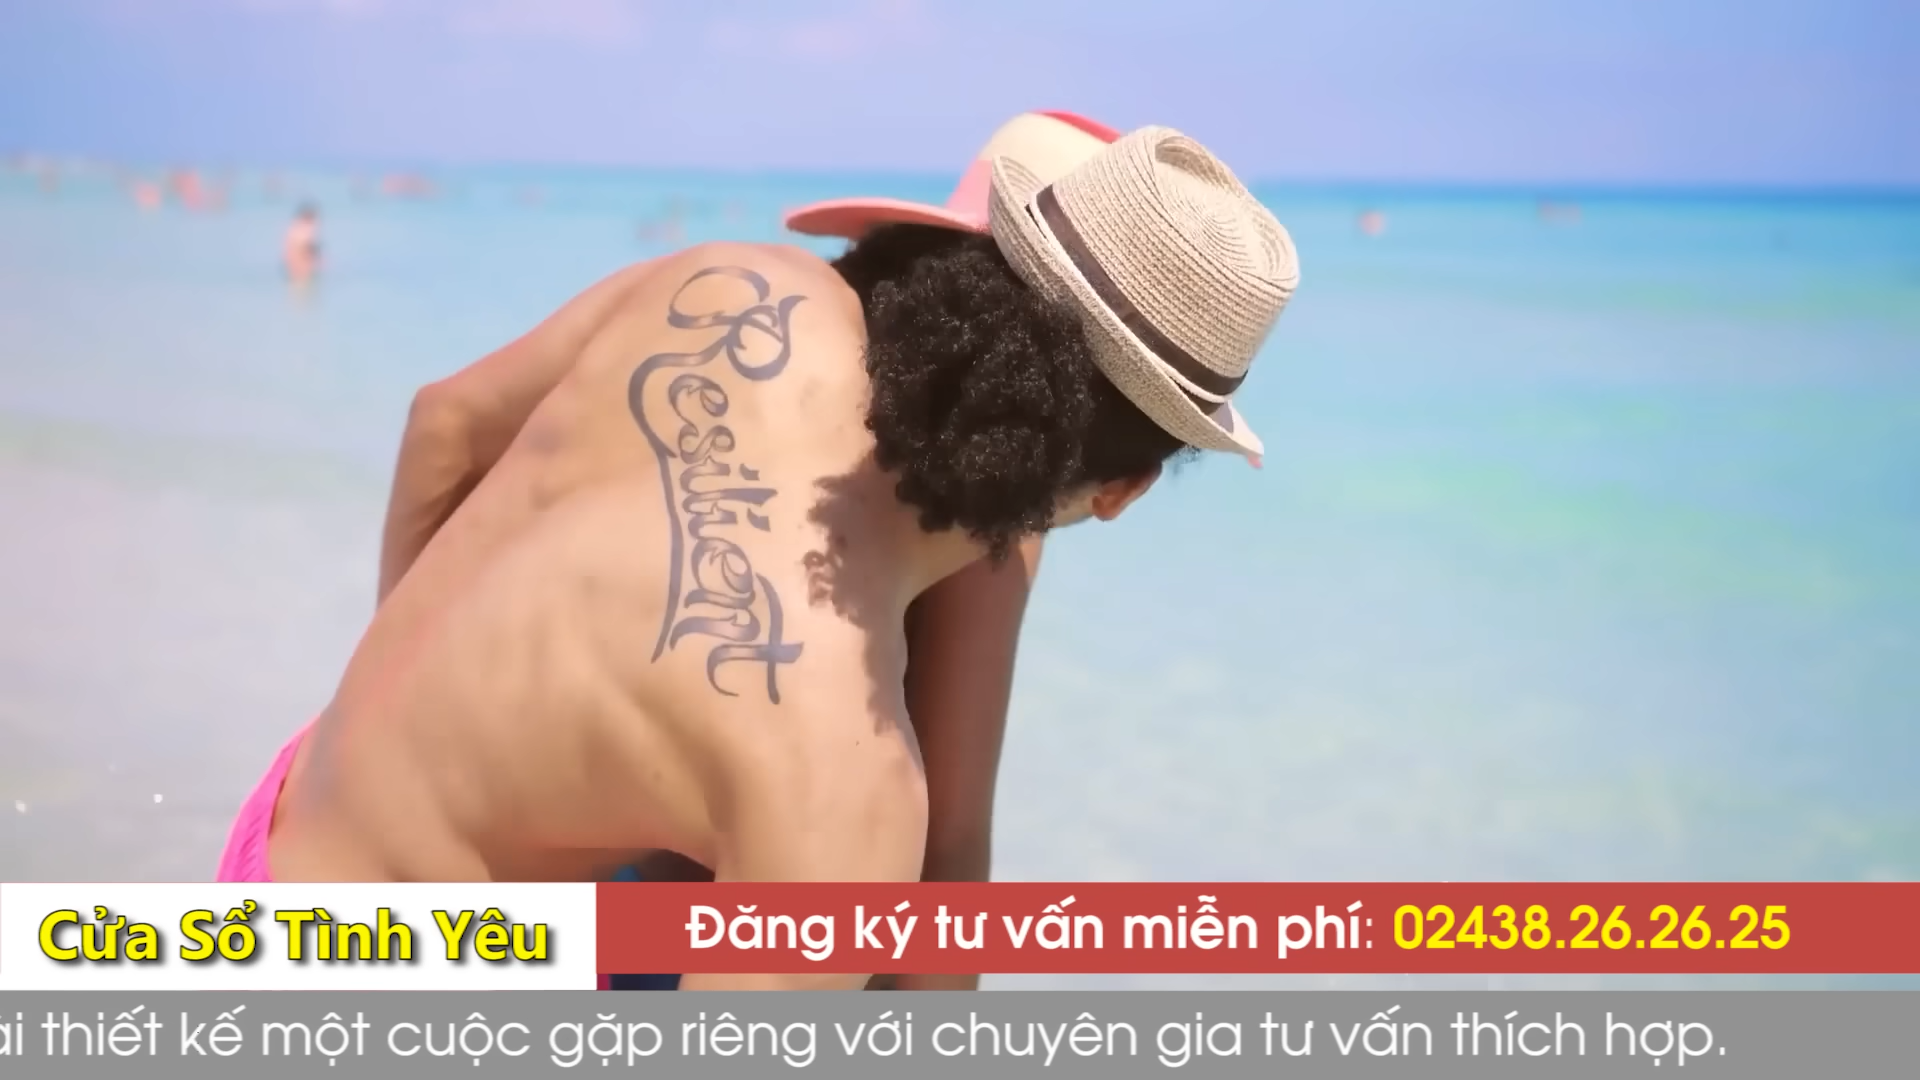 Resilient
Cửa Sổ Tình Yêu
Đăng ký tư vấn miễn phí: 02438.26.26.25
thiết kế một cuộc gặp riêng với chuyên gia tư vấn thích hợp.